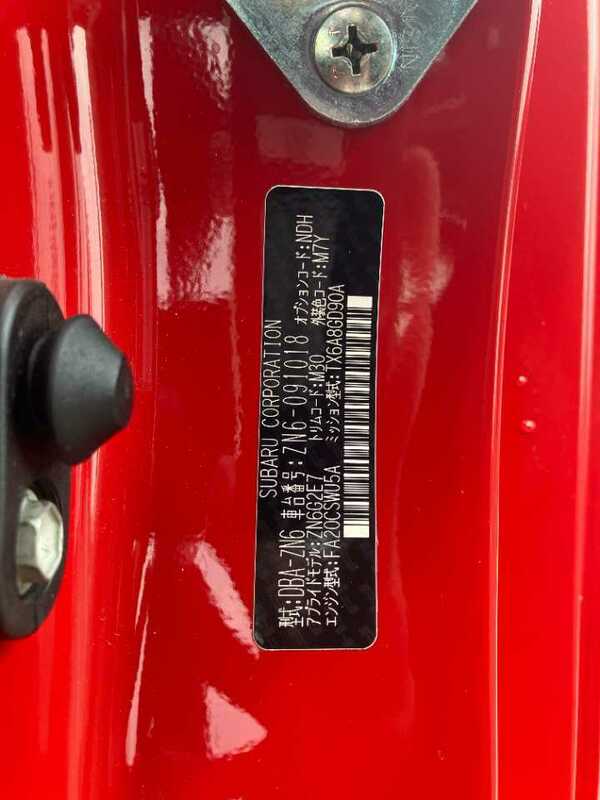 SUBARU CORPORATION
型式:DBA-ZN6 車台番号:ZN6-091018 オプションコード:NDH
アプライドモデル:ZN6G2E7 トリムコード:M30 外装色コード:M7Y
エンジン型式:FA20CSWU5A ミッション型式:TX6A8GD90A